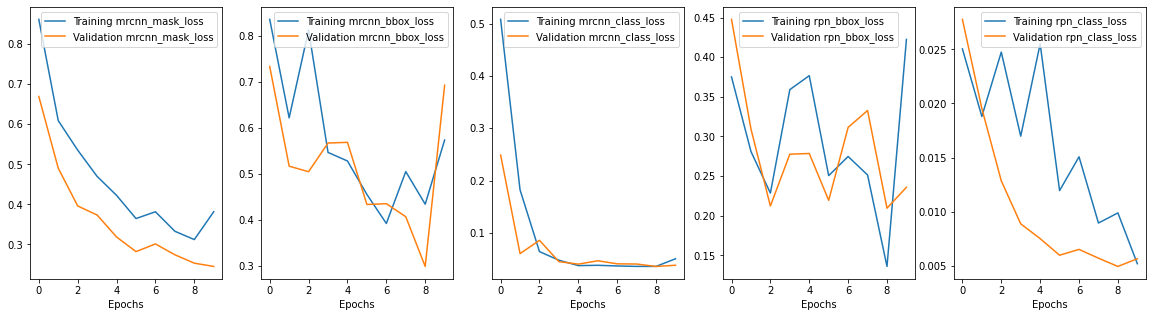 Training mrcnn_mask_loss
Validation mrcnn_mask_loss
0.8
0.7
0.6
0.5
0.4
0.3
0 2 4 6 8
Epochs
Training mrcnn_bbox_loss
Validation mrcnn_bbox_loss
0.8
0.7
0.6
0.5
0.4
0.3
0 2 4 6 8
Epochs
Training mrcnn_class_loss
Validation mrcnn_class_loss
0.5
0.4
0.3
0.2
0.1
0 2 4 6 8
Epochs
Training rpn_bbox_loss
Validation rpn_bbox_loss
0.45
0.40
0.35
0.30
0.25
0.20
0.15
0 2 4 6 8
Epochs
Training rpn_class_loss
Validation rpn_class_loss
0.025
0.020
0.015
0.010
0.005
0 2 4 6 8
Epochs